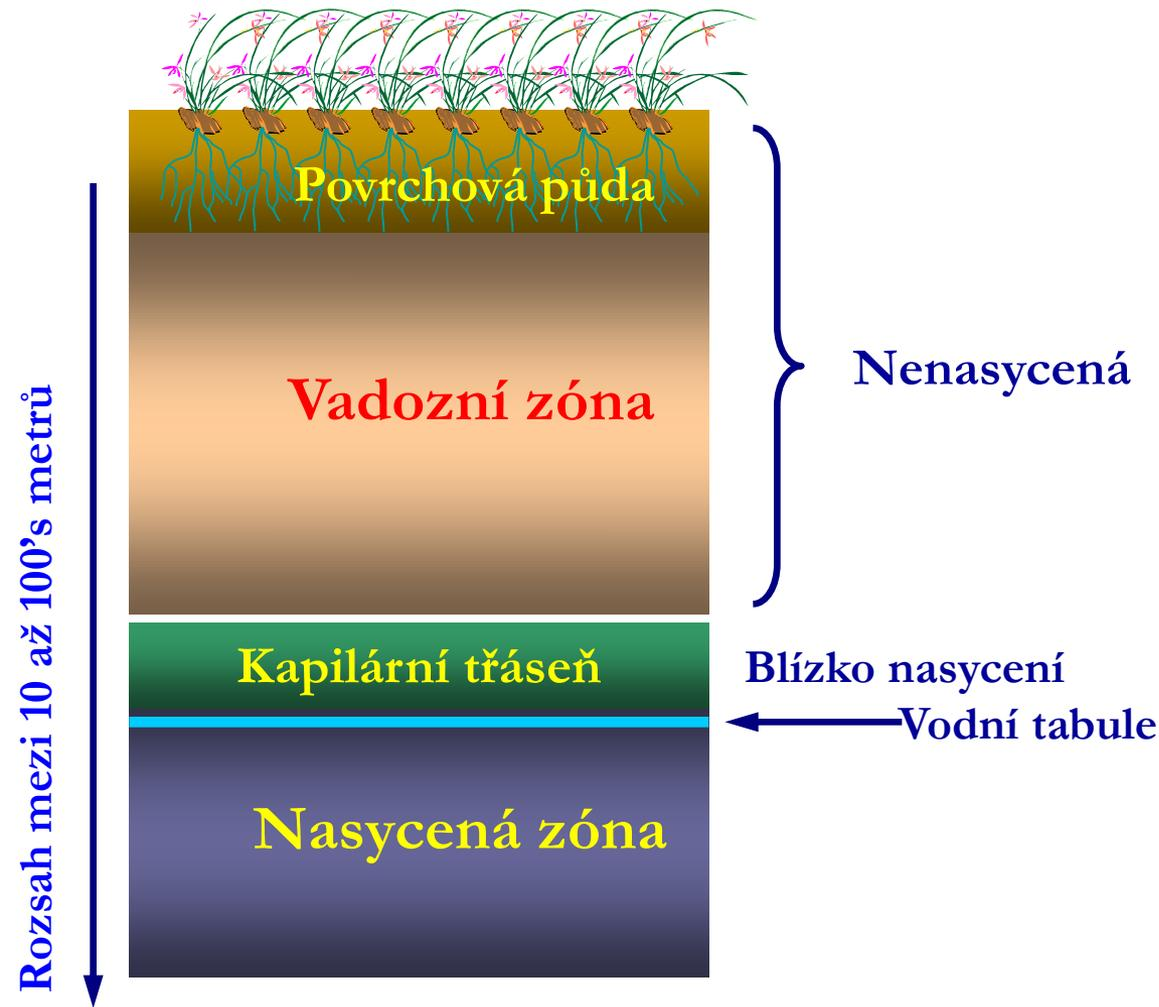 Povrchová půda
Vadozní zóna
Nenasycená
Kapilární třáseň
Blízko nasycení
Vodní tabule
Nasycená zóna
Rozsah mezi 10 až 100’s metrů